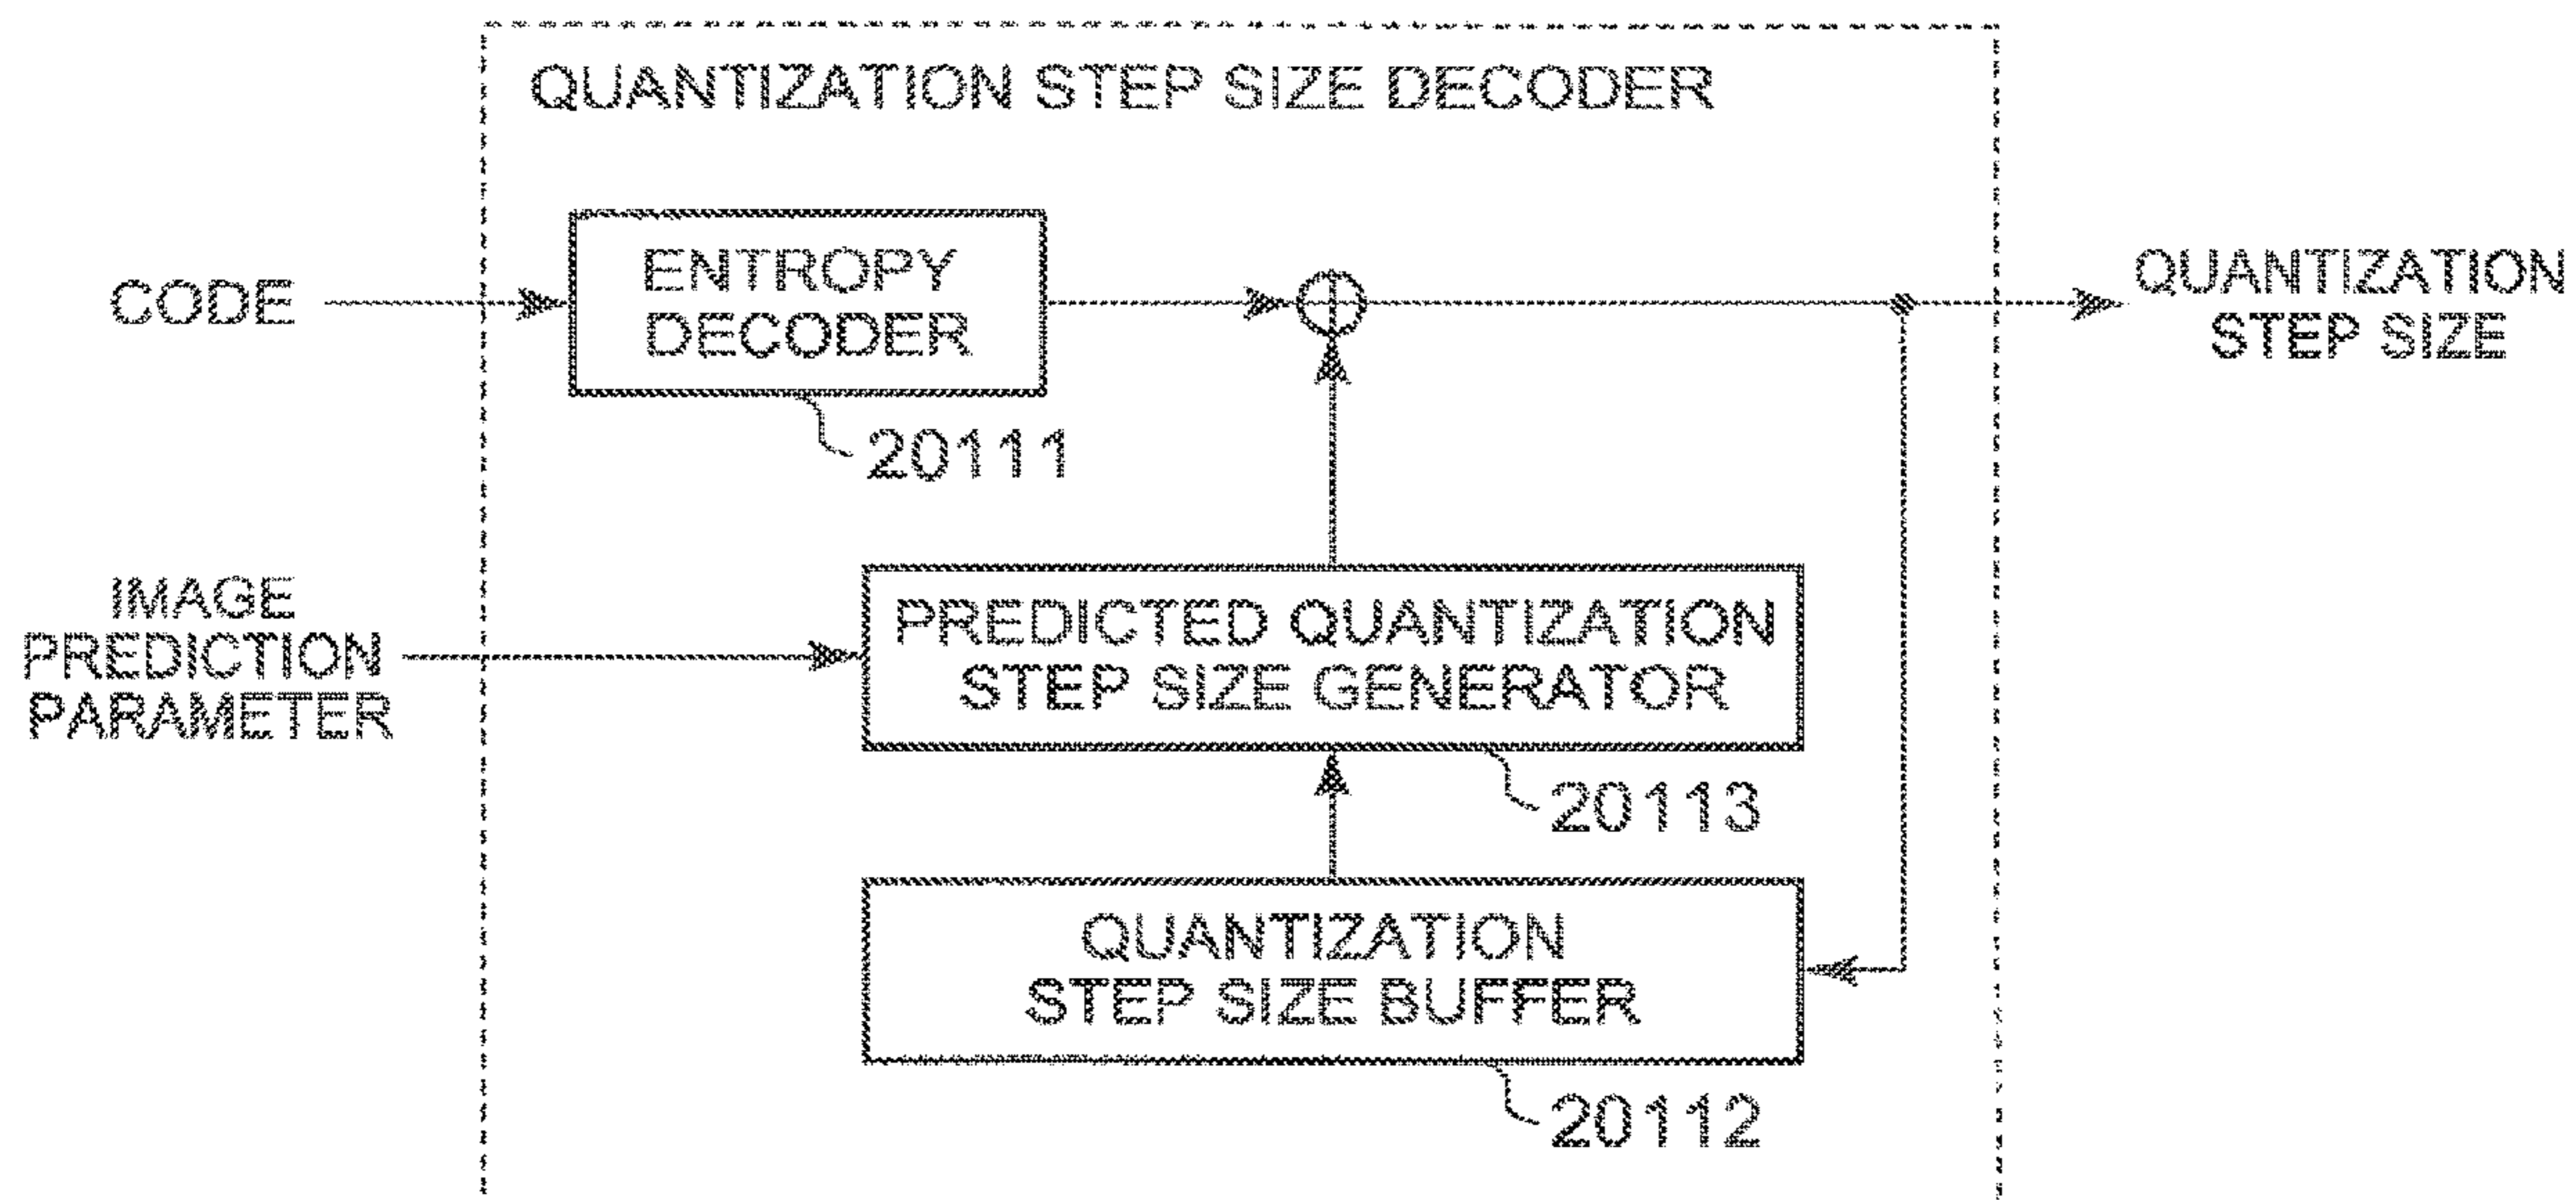 QUANTIZATION STEP SIZE DECODER
CODE
ENTROPY
DECODER
20111
QUANTIZATION
STEP SIZE
IMAGE
PREDICTION
PARAMETER
PREDICTED QUANTIZATION
STEP SIZE GENERATOR
20113
QUANTIZATION
STEP SIZE BUFFER
20112